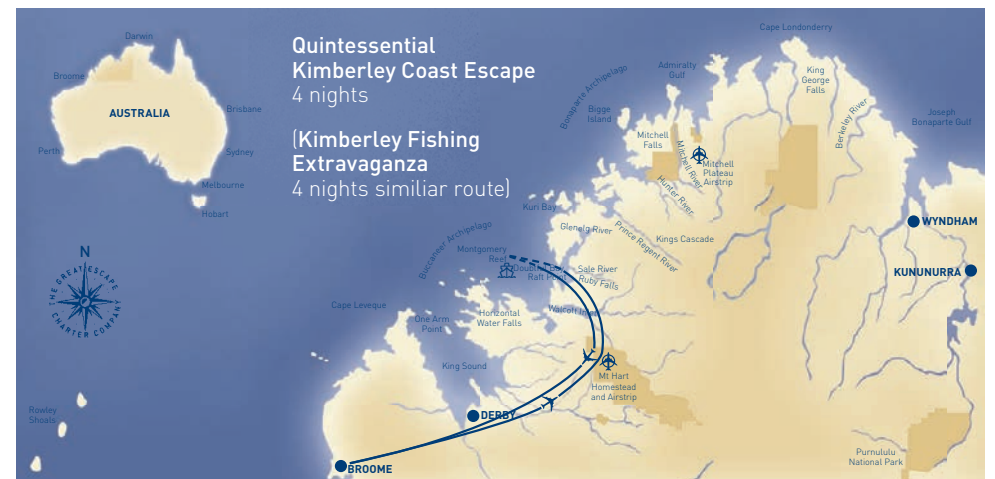 Quintessential
Kimberley Coast Escape
4 nights
(Kimberley Fishing
Extravaganza
4 nights similiar route)
Darwin
Broome
AUSTRALIA
Brisbane
Perth
Sydney
Melbourne
Hobart
N
THE GREAT ESCAPE
CHARTER COMPANY
Cape Londonderry
Admiralty
Gulf
King
George
Falls
Bonaparte Archipelago
Bigge
Island
Berkeley River
Joseph
Bonaparte Gulf
Mitchell
Falls
Mitchell River
Mitchell
Plateau
Airstrip
Hunter River
Kuri Bay
WYNDHAM
Glenelg River
Prince Regent River
Kings Cascade
Buccaneer Archipelago
Montgomery
Reef
Doubtful Bay
Raft Point
Sale River
Ruby Falls
KUNUNURRA
Cape Leveque
One Arm
Point
Horizontal
Water Falls
Walcott Inlet
King Sound
Mt Hart
Homestead
and Airstrip
Rowley
Shoals
DERBY
BROOME
Purnululu
National Park